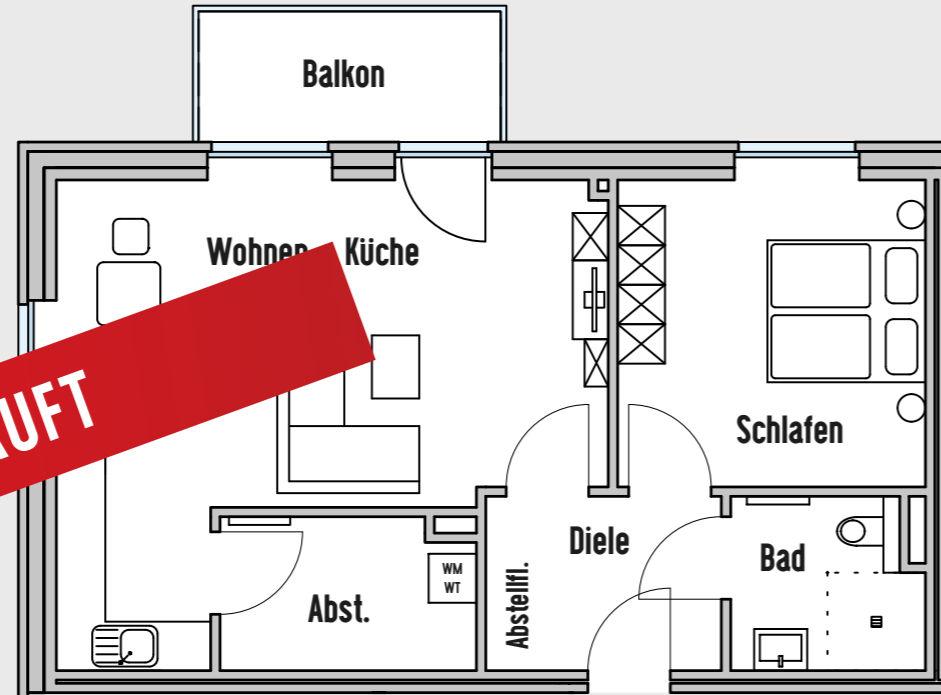 Balkon
Wohnen Küche
UFT
Schlafen
Diele
Bad
Abstellfl.
WM
WT
Abst.